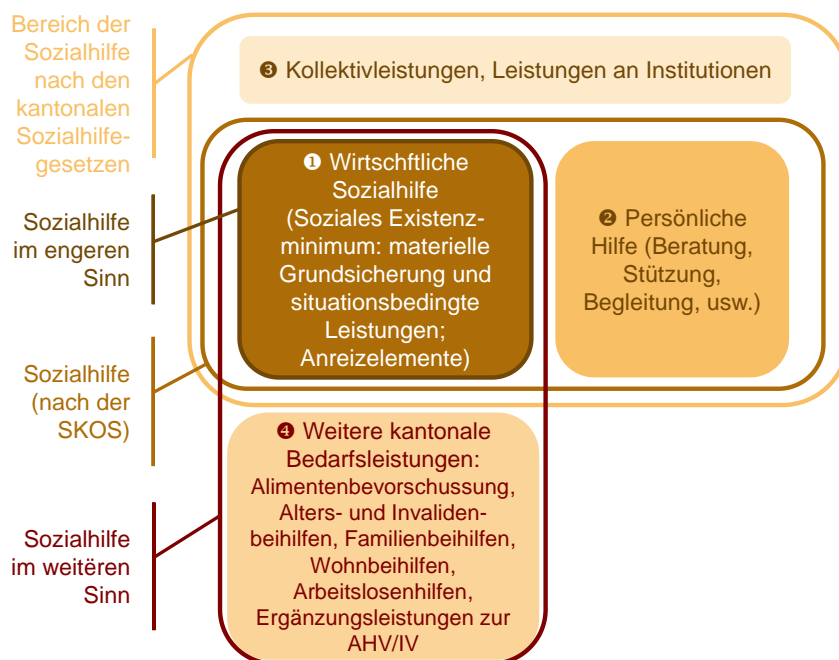 Bereich der
Sozialhilfe
nach den
kantonalen
Sozialhilfe-
gesetzen
❸ Kollektivleistungen, Leistungen an Institutionen
❶ Wirtschftliche
Sozialhilfe
(Soziales Existenz-
minimum: materielle
Grundsicherung und
situationsbedingte
Leistungen;
Anreizelemente)
❷ Persönliche
Hilfe (Beratung,
Stützung,
Begleitung, usw.)
Sozialhilfe
im engeren
Sinn
Sozialhilfe
(nach der
SKOS)
❹ Weitere kantonale
Bedarfsleistungen:
Alimentenbevorschussung,
Alters- und Invaliden-
beihilfen, Familienbeihilfen,
Wohnbeihilfen,
Arbeitslosenhilfen,
Ergänzungsleistungen zur
AHV/IV
Sozialhilfe
im weitëren
Sinn